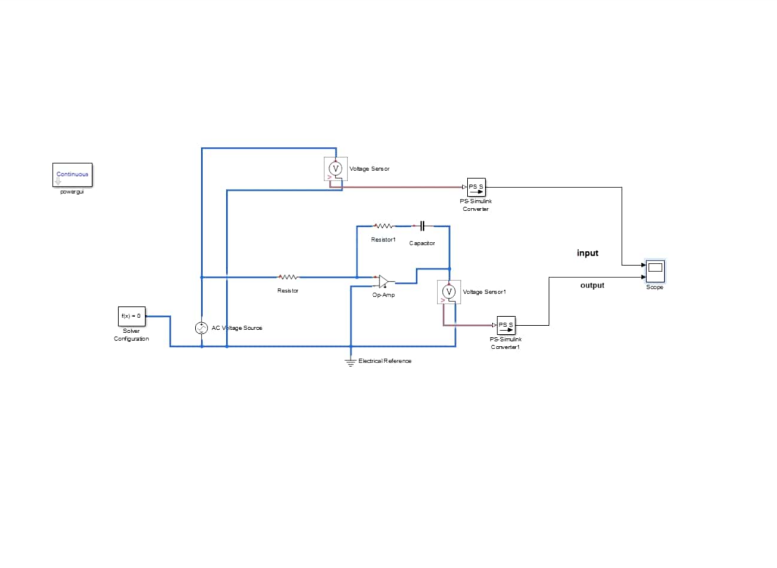 Continuous
powergui
V
Voltage Sensor
PS S
PS-Simulink
Converter
Resistor1
Capacitor
input
Resistor
Op-Amp
V
Voltage Sensor1
output
Scope
f(x) = 0
Solver
Configuration
AC Voltage Source
PS S
PS-Simulink
Converter1
Electrical Reference